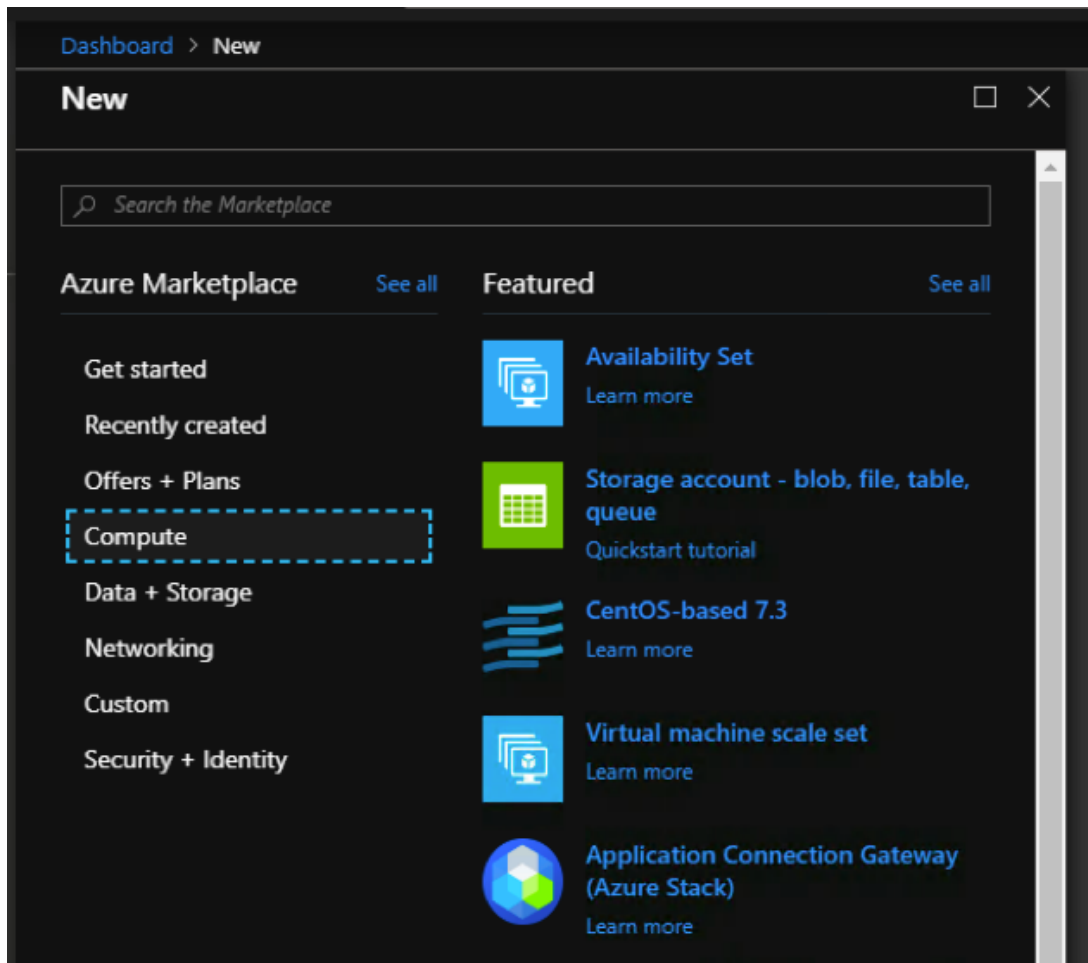 Dashboard > New
New
Search the Marketplace
Azure Marketplace See all
Get started
Recently created
Offers + Plans
Compute
Data + Storage
Networking
Custom
Security + Identity
Featured See all
Availability Set
Learn more
Storage account - blob, file, table,
queue
Quickstart tutorial
CentOS-based 7.3
Learn more
Virtual machine scale set
Learn more
Application Connection Gateway
(Azure Stack)
Learn more